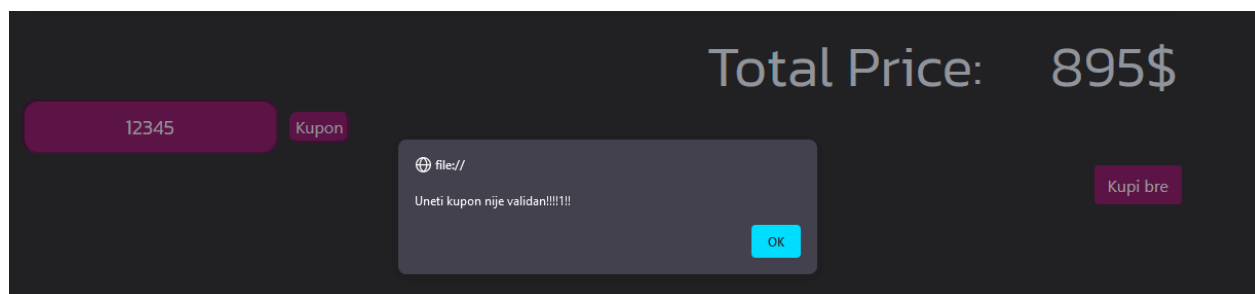 Total Price: 895$
12345 Kupon
file://
Uneti kupon nije validan!!!!1!!
Kupi bre
OK